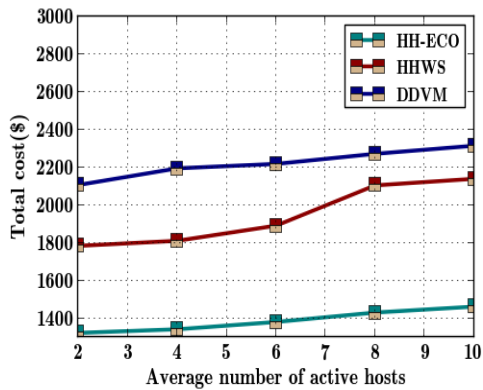 3000
2800
2600
2400
2200
2000
1800
1600
1400
Total cost($)
HH-ECO
HHWS
DDVM
2 3 4 5 6 7 8 9 10
Average number of active hosts